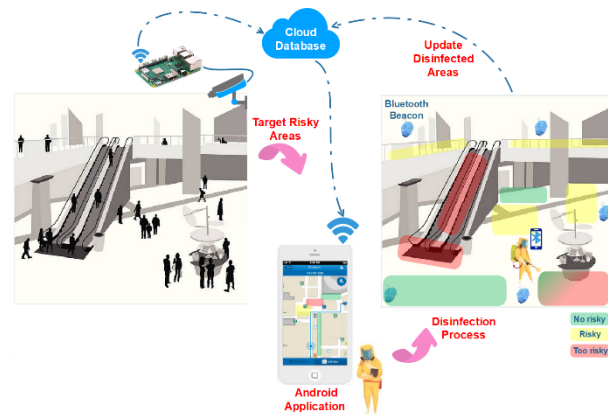 Cloud
Database
Update
Disinfected
Areas
Bluetooth
Beacon
Target Risky
Areas
Disinfection
Process
Android
Application
No risky
Risky
Too risky